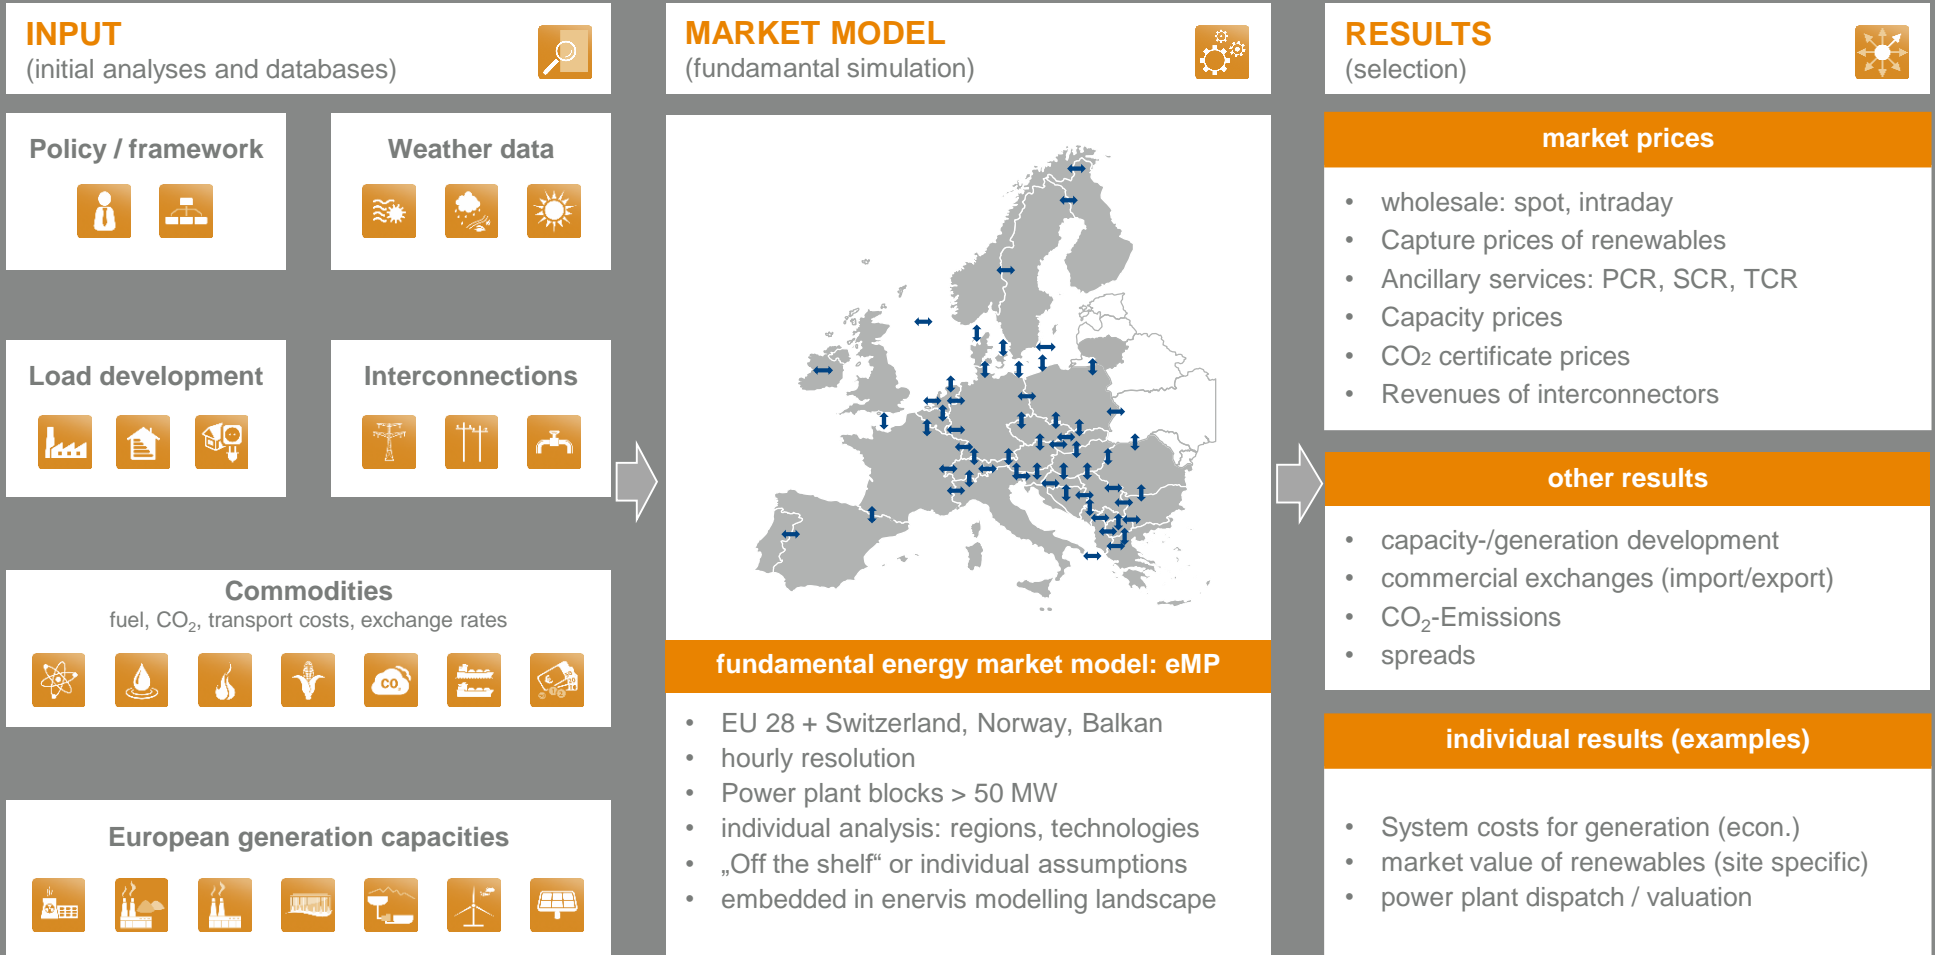 INPUT
(initial analyses and databases)
Policy / framework
Weather data
Load development
Interconnections
Commodities
fuel, CO₂, transport costs, exchange rates
CO₂
European generation capacities
MARKET MODEL
(fundamantal simulation)
fundamental energy market model: eMP
• EU 28 + Switzerland, Norway, Balkan
• hourly resolution
• Power plant blocks > 50 MW
• individual analysis: regions, technologies
• „Off the shelf“ or individual assumptions
• embedded in enervis modelling landscape
RESULTS
(selection)
market prices
• wholesale: spot, intraday
• Capture prices of renewables
• Ancillary services: PCR, SCR, TCR
• Capacity prices
• CO2 certificate prices
• Revenues of interconnectors
other results
• capacity-/generation development
• commercial exchanges (import/export)
• CO₂-Emissions
• spreads
individual results (examples)
• System costs for generation (econ.)
• market value of renewables (site specific)
• power plant dispatch / valuation